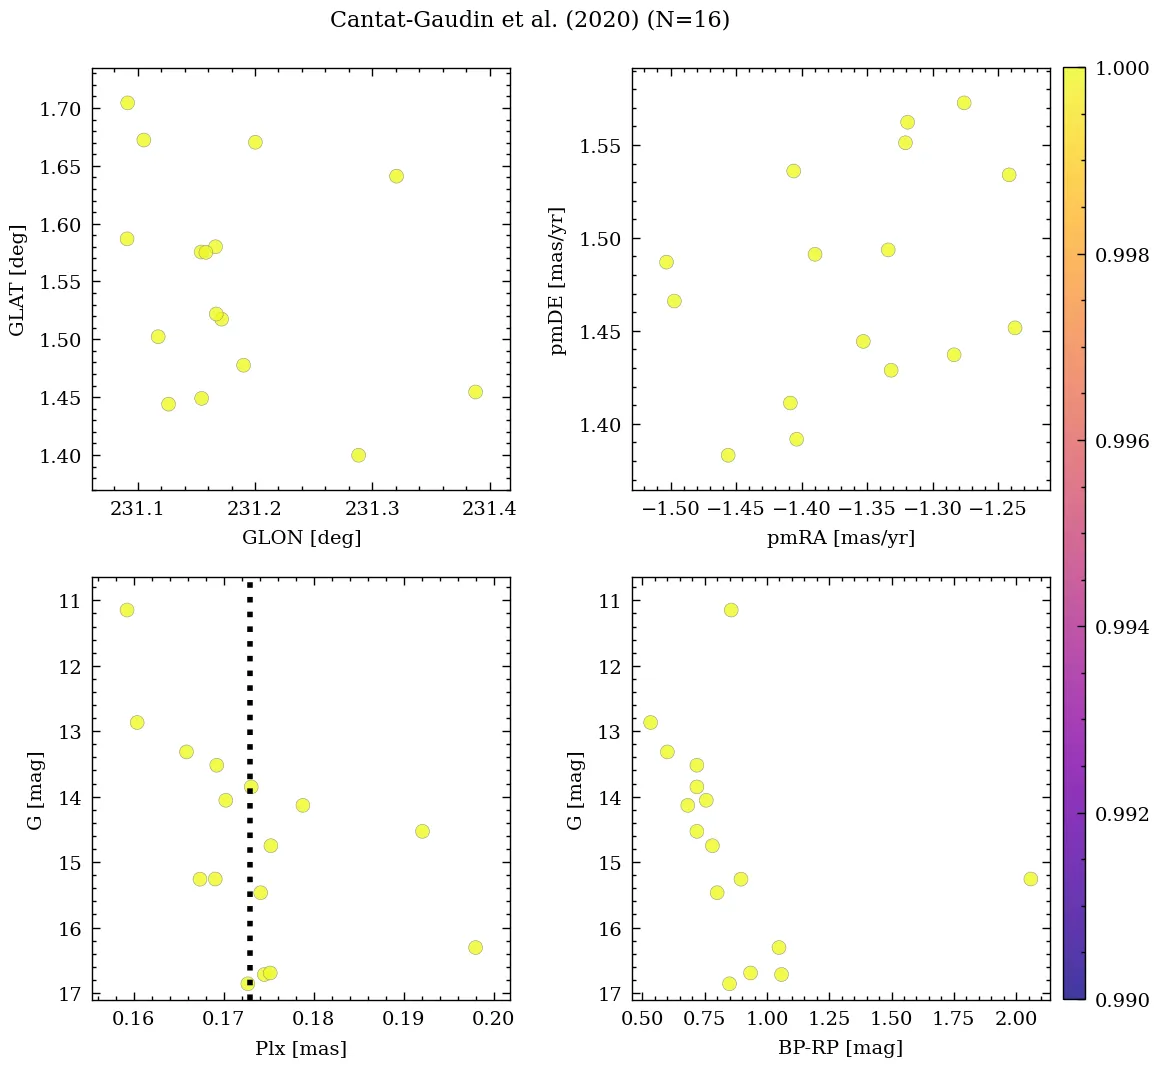 Cantat-Gaudin et al. (2020) (N=16)
1.70
1.65
1.60
1.55
1.50
1.45
1.40
GLAT [deg]
231.1 231.2 231.3 231.4
GLON [deg]
1.55
1.50
1.45
1.40
pmDE [mas/yr]
−1.50 −1.45 −1.40 −1.35 −1.30 −1.25
pmRA [mas/yr]
11
12
13
14
15
16
17
G [mag]
0.16 0.17 0.18 0.19 0.20
Plx [mas]
11
12
13
14
15
16
17
G [mag]
0.50 0.75 1.00 1.25 1.50 1.75 2.00
BP-RP [mag]
1.000
0.998
0.996
0.994
0.992
0.990